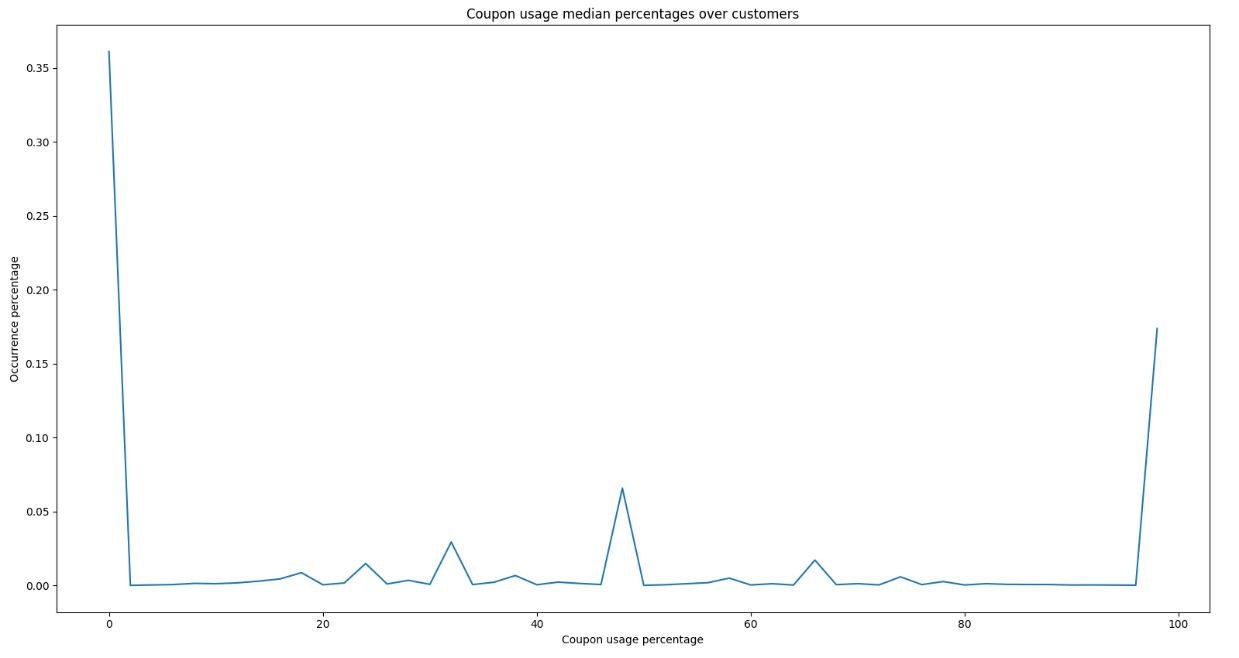 Coupon usage median percentages over customers
0.35
0.30
0.25
0.20
0.15
0.10
0.05
0.00
Occurrence percentage
0 20 40 60 80 100
Coupon usage percentage